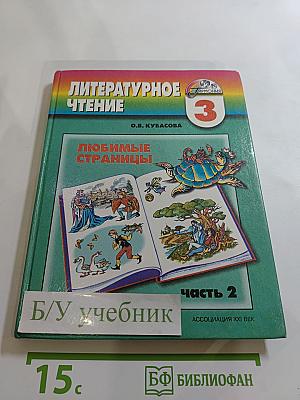 ЛИТЕРАТУРНОЕ
ЧТЕНИЕ
3
О.В. КУБАСОВА
ЛЮБИМЫЕ
СТРАНИЦЫ
часть 2
Б/У учебник
АССОЦИАЦИЯ XXI ВЕК
15с
БФ БИБЛИОФАН